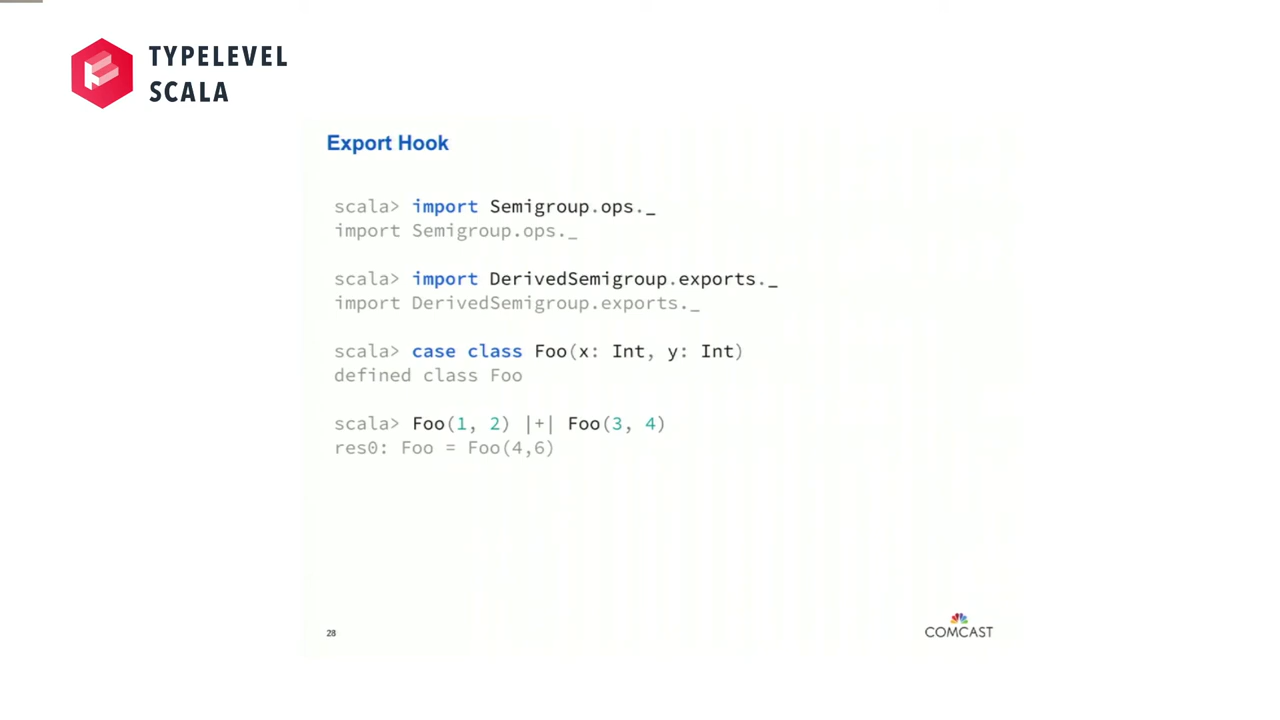 TYPELEVEL
SCALA
Export Hook
scala> import Semigroup.ops._
import Semigroup.ops._
scala> import DerivedSemigroup.exports._
import DerivedSemigroup.exports._
scala> case class Foo(x: Int, y: Int)
defined class Foo
scala> Foo(1, 2) |+| Foo(3, 4)
res0: Foo = Foo(4,6)
28
COMCAST